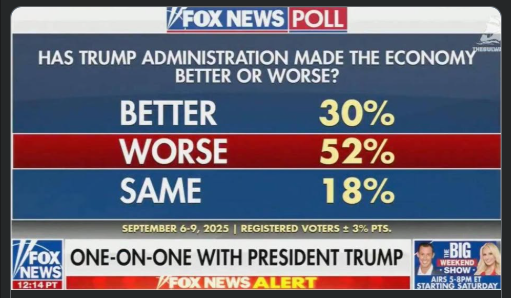 FOX NEWS POLL
HAS TRUMP ADMINISTRATION MADE THE ECONOMY
BETTER OR WORSE?
BETTER 30%
WORSE 52%
SAME 18%
SEPTEMBER 6-9, 2025 | REGISTERED VOTERS ± 3% PTS.
FOX
NEWS
12:14 PT
ONE-ON-ONE WITH PRESIDENT TRUMP
FOX NEWS ALERT
THE BIG
WEEKEND
SHOW
AIRS 5-8PM ET
STARTING SATURDAY